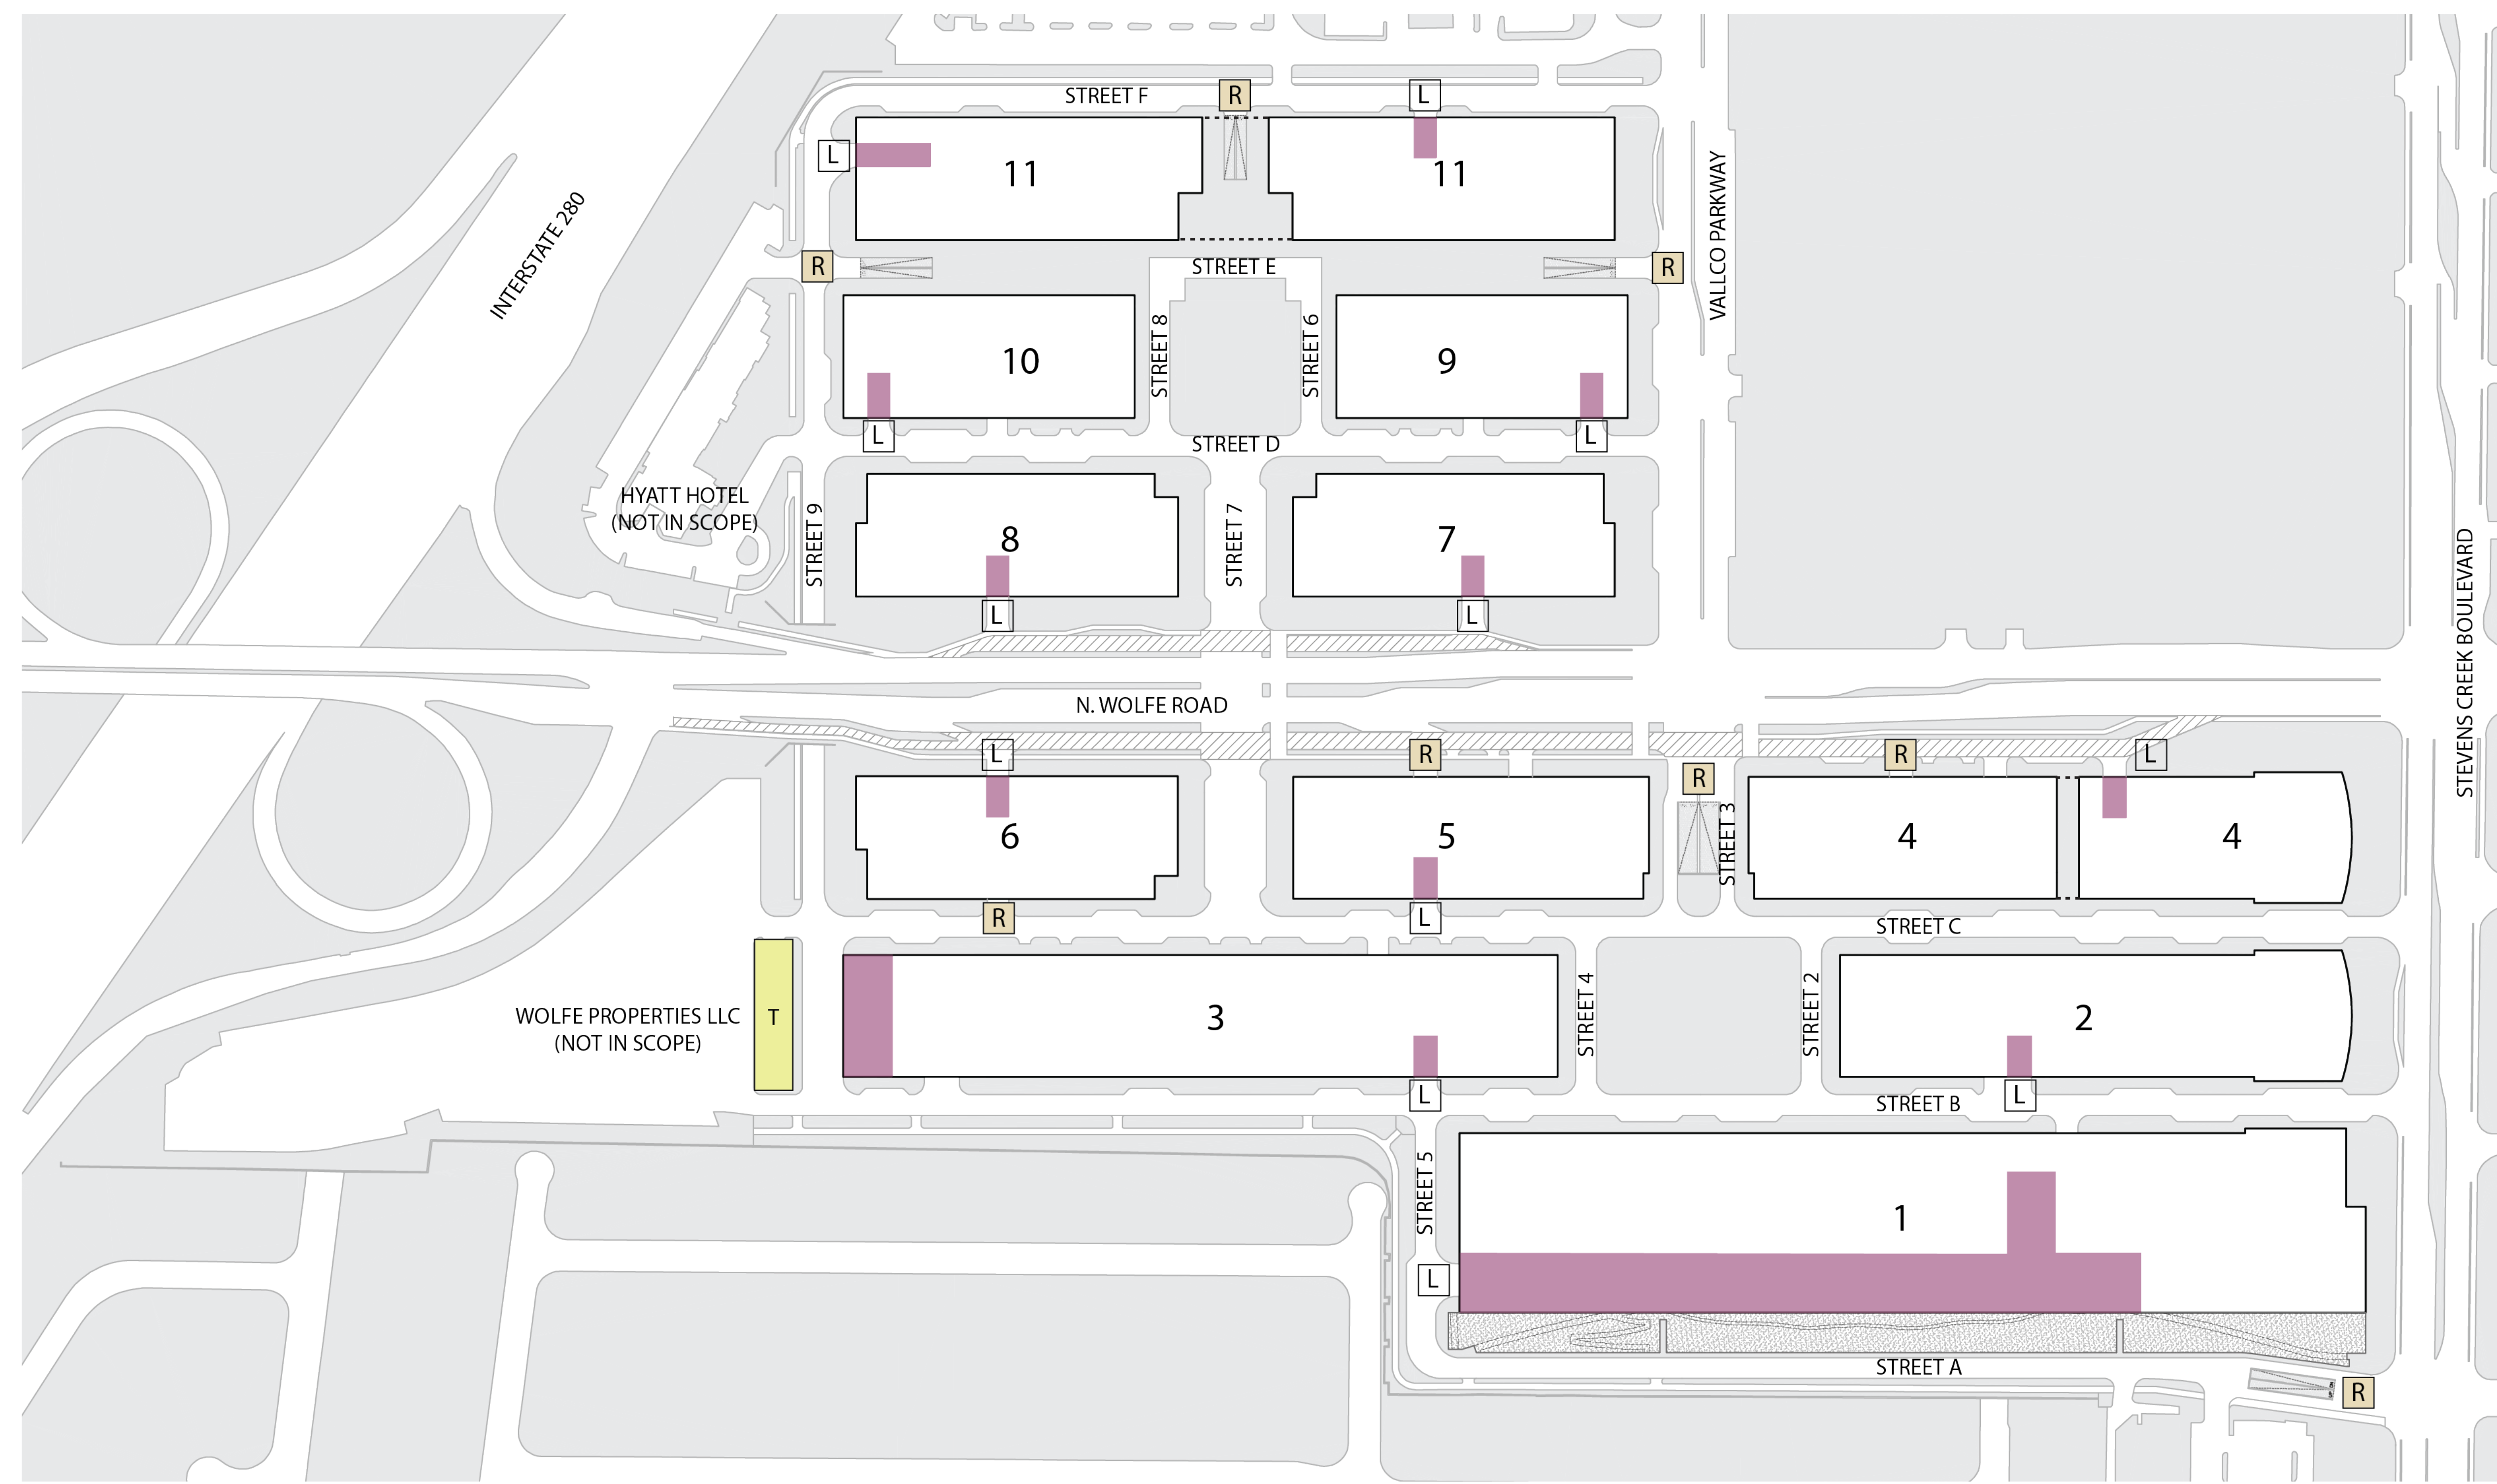 STREET F
R
L
L
11
11
INTERSTATE 280
VALLCO PARKWAY
R
STREET E
R
STREET 8
STREET 6
10
9
L
L
STREET D
HYATT HOTEL
(NOT IN SCOPE)
STREET 9
8
STREET 7
7
L
L
STEVENS CREEK BOULEVARD
N. WOLFE ROAD
L
R
R
R
L
6
5
STREET 3
4
4
R
L
STREET C
WOLFE PROPERTIES LLC
(NOT IN SCOPE)
T
3
STREET 4
STREET 2
2
L
L
STREET B
STREET 5
1
L
STREET A
R